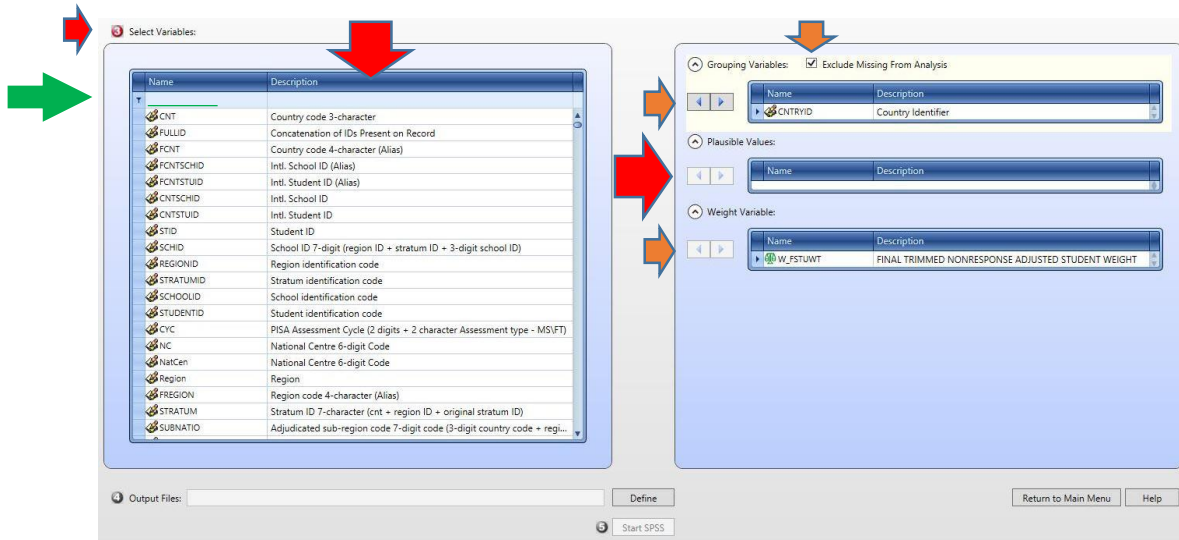 3 Select Variables:
Name Description
CNT Country code 3-character
FULLID Concatenation of IDs Present on Record
FCNT Country code 4-character (Alias)
FCNTSCHID Intl. School ID (Alias)
FCNTSTUID Intl. Student ID (Alias)
CNTSCHID Intl. School ID
CNTSTUID Intl. Student ID
STID Student ID
SCHID School ID 7-digit (region ID + stratum ID + 3-digit school ID)
REGIONID Region identification code
STRATUMID Stratum identification code
SCHOOLID School identification code
STUDENTID Student identification code
CYC PISA Assessment Cycle (2 digits + 2 character Assessment type - MS\FT)
NC National Centre 6-digit Code
NatCen National Centre 6-digit Code
Region Region
FREGION Region code 4-character (Alias)
STRATUM Stratum ID 7-character (cnt + region ID + original stratum ID)
SUBNATIO Adjudicated sub-region code 7-digit code (3-digit country code + regi...
Grouping Variables: Exclude Missing From Analysis
Name Description
CNTRYID Country Identifier
Plausible Values:
Name Description
Weight Variable:
Name Description
W_FSTUWT FINAL TRIMMED NONRESPONSE ADJUSTED STUDENT WEIGHT
4 Output Files: Define Return to Main Menu Help
5 Start SPSS